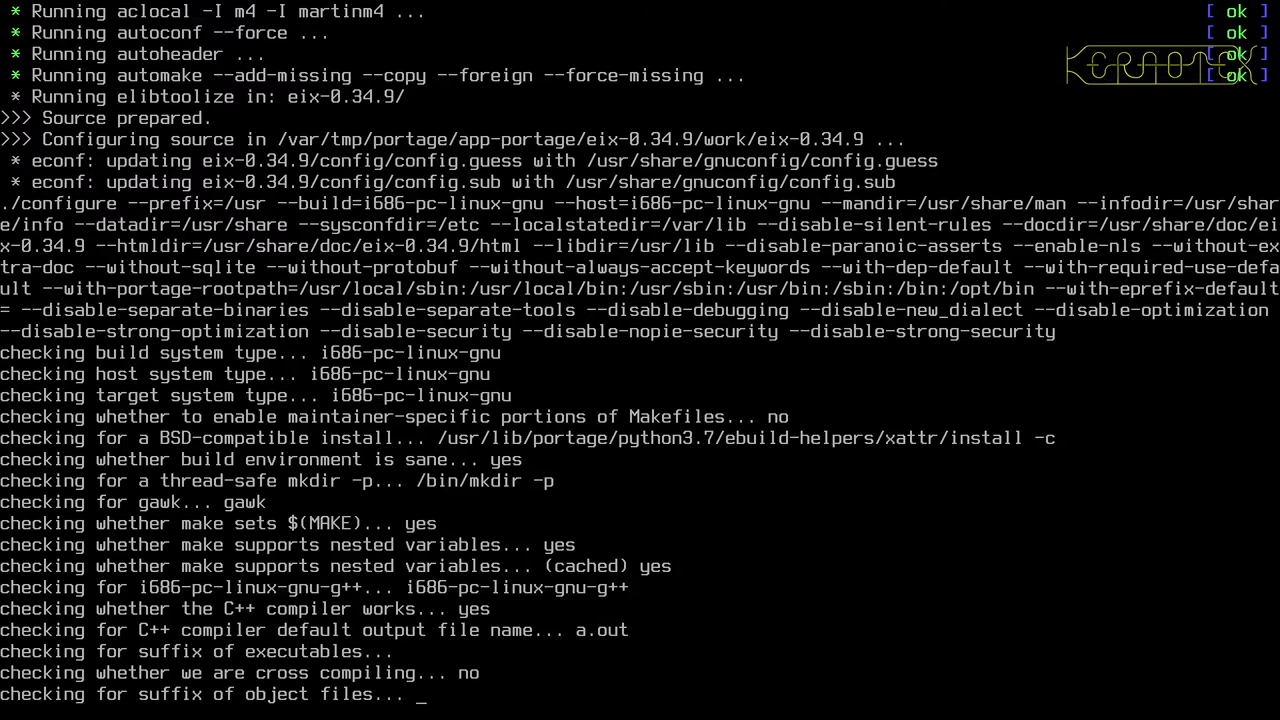 * Running aclocal -I m4 -I martinm4 ... [ ok ]
* Running autoconf --force ... [ ok ]
* Running autoheader ... [ ok ]
* Running automake --add-missing --copy --foreign --force-missing ... [ ok ]
* Running elibtoolize in: eix-0.34.9/
>>> Source prepared.
>>> Configuring source in /var/tmp/portage/app-portage/eix-0.34.9/work/eix-0.34.9 ...
* econf: updating eix-0.34.9/config/config.guess with /usr/share/gnuconfig/config.guess
* econf: updating eix-0.34.9/config/config.sub with /usr/share/gnuconfig/config.sub
./configure --prefix=/usr --build=i686-pc-linux-gnu --host=i686-pc-linux-gnu --mandir=/usr/share/man --infodir=/usr/shar
e/info --datadir=/usr/share --sysconfdir=/etc --localstatedir=/var/lib --disable-silent-rules --docdir=/usr/share/doc/ei
x-0.34.9 --htmldir=/usr/share/doc/eix-0.34.9/html --libdir=/usr/lib --disable-paranoic-asserts --enable-nls --without-ex
tra-doc --without-sqlite --without-protobuf --without-always-accept-keywords --with-dep-default --with-required-use-defa
ult --with-portage-rootpath=/usr/local/sbin:/usr/local/bin:/usr/sbin:/usr/bin:/sbin:/bin:/opt/bin --with-eprefix-default
= --disable-separate-binaries --disable-separate-tools --disable-debugging --disable-new_dialect --disable-optimization
--disable-strong-optimization --disable-security --disable-nopie-security --disable-strong-security
checking build system type... i686-pc-linux-gnu
checking host system type... i686-pc-linux-gnu
checking target system type... i686-pc-linux-gnu
checking whether to enable maintainer-specific portions of Makefiles... no
checking for a BSD-compatible install... /usr/lib/portage/python3.7/ebuild-helpers/xattr/install -c
checking whether build environment is sane... yes
checking for a thread-safe mkdir -p... /bin/mkdir -p
checking for gawk... gawk
checking whether make sets $(MAKE)... yes
checking whether make supports nested variables... yes
checking whether make supports nested variables... (cached) yes
checking for i686-pc-linux-gnu-g++... i686-pc-linux-gnu-g++
checking whether the C++ compiler works... yes
checking for C++ compiler default output file name... a.out
checking for suffix of executables...
checking whether we are cross compiling... no
checking for suffix of object files... _